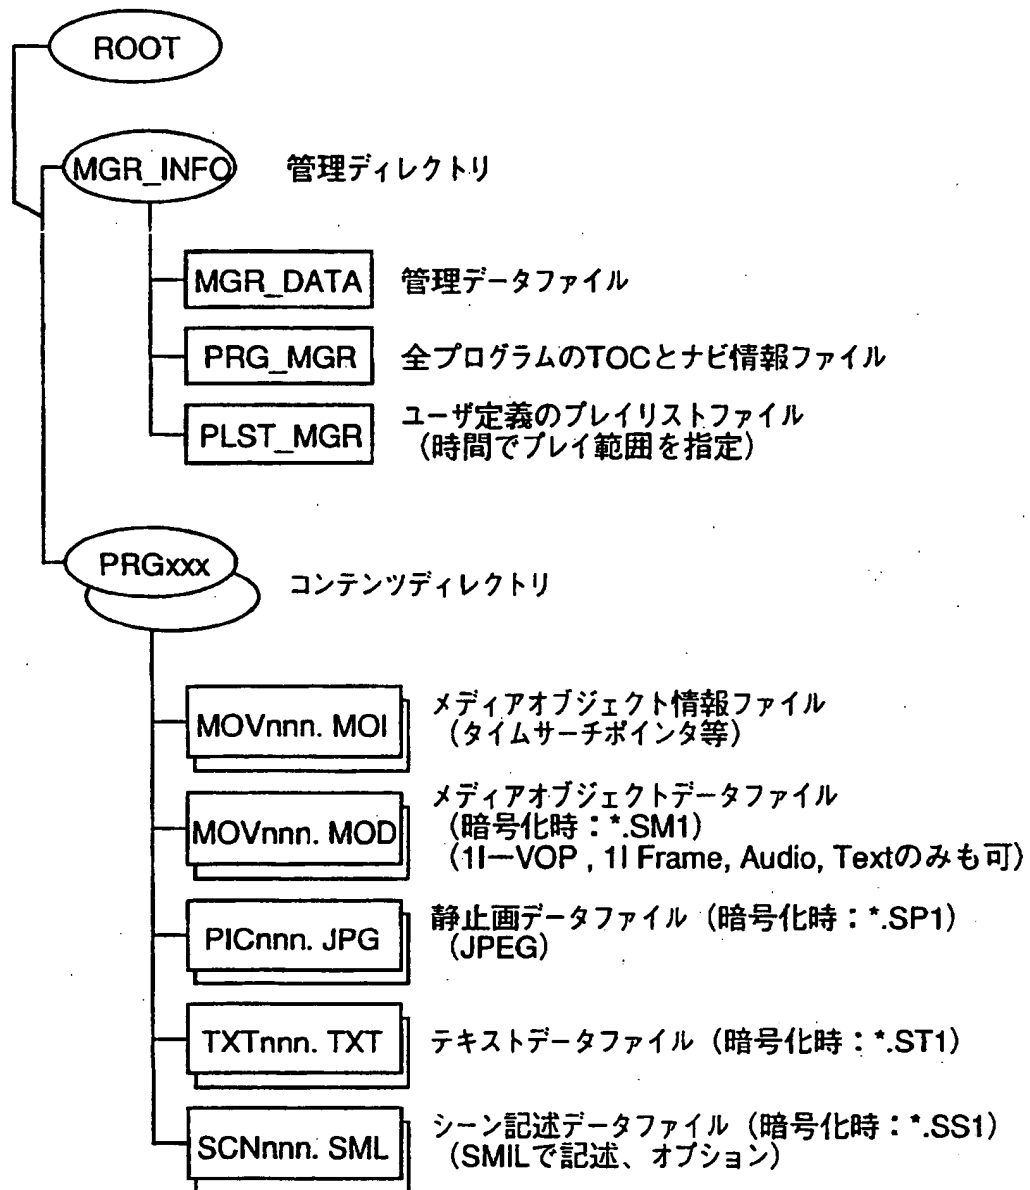 ROOT
MGR_INFO 管理ディレクトリ
MGR_DATA 管理データファイル
PRG_MGR 全プログラムのTOCとナビ情報ファイル
PLST_MGR ユーザ定義のプレイリストファイル
(時間でプレイ範囲を指定)
PRGxxx
コンテンツディレクトリ
MOVnnn. MOI メディアオブジェクト情報ファイル
(タイムサーチポインタ等)
MOVnnn. MOD メディアオブジェクトデータファイル
(暗号化時:*.SM1)
(1I-VOP , 1I Frame, Audio, Textのみも可)
PICnnn. JPG 静止画データファイル(暗号化時:*.SP1)
(JPEG)
TXTnnn. TXT テキストデータファイル(暗号化時:*.ST1)
SCNnnn. SML シーン記述データファイル(暗号化時:*.SS1)
(SMILで記述、オプション)